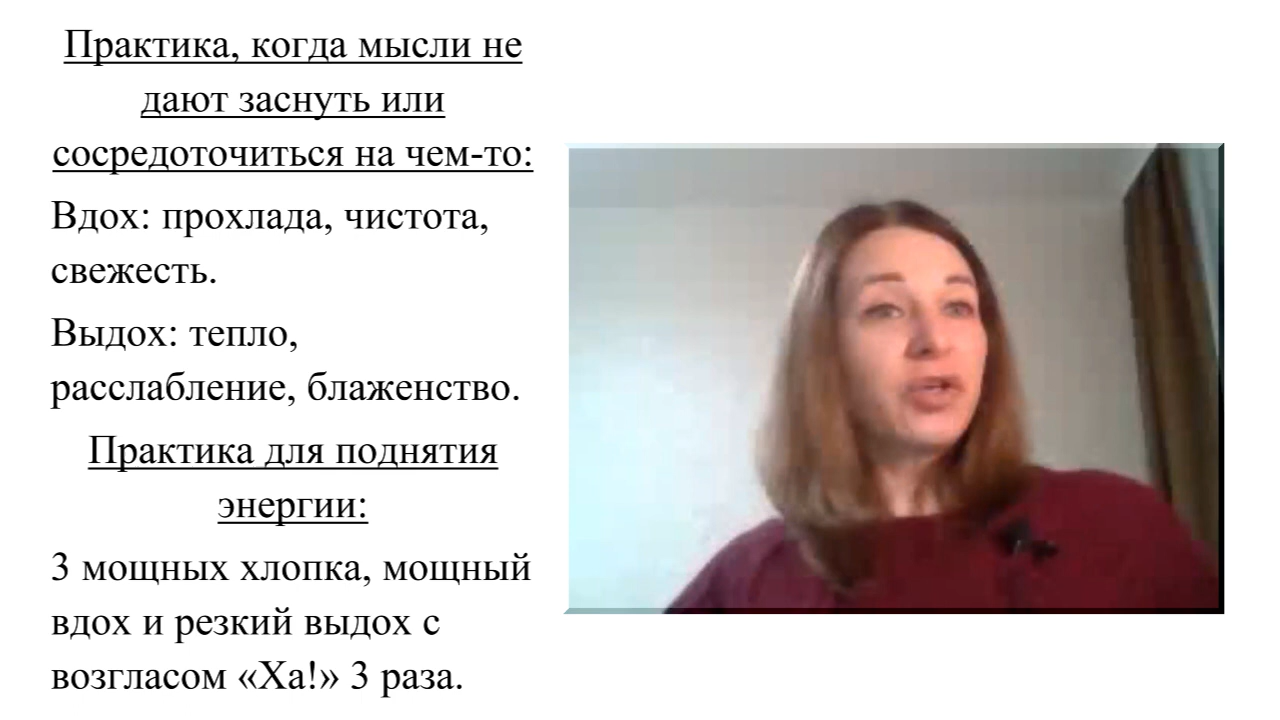 Практика, когда мысли не
дают заснуть или
сосредоточиться на чем-то:
Вдох: прохлада, чистота,
свежесть.
Выдох: тепло,
расслабление, блаженство.
Практика для поднятия
энергии:
3 мощных хлопка, мощный
вдох и резкий выдох с
возгласом «Ха!» 3 раза.